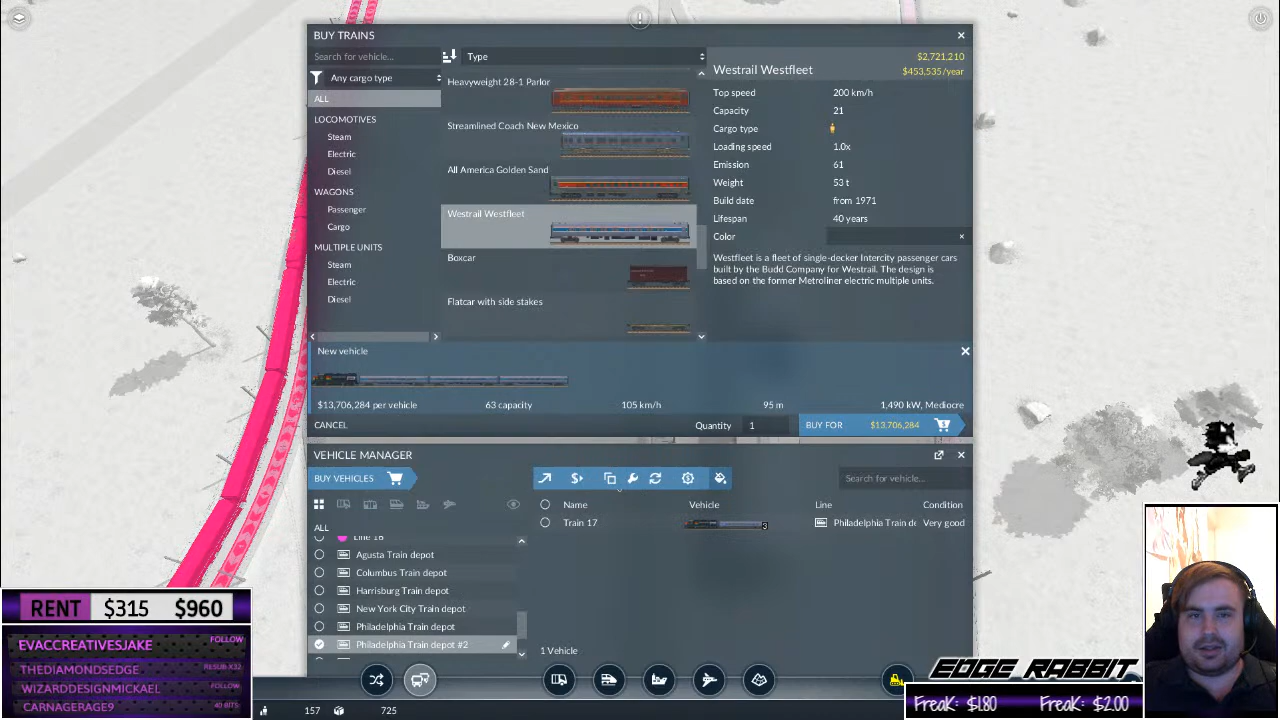 BUY TRAINS
Search for vehicle...
Type
Any cargo type
ALL
LOCOMOTIVES
Steam
Electric
Diesel
WAGONS
Passenger
Cargo
MULTIPLE UNITS
Steam
Electric
Diesel
Heavyweight 28-1 Parlor
Streamlined Coach New Mexico
All America Golden Sand
Westrail Westfleet
Boxcar
Flatcar with side stakes
$2,721,210
Westrail Westfleet
$453,535/year
Top speed 200 km/h
Capacity 21
Cargo type
Loading speed 1.0x
Emission 61
Weight 53 t
Build date from 1971
Lifespan 40 years
Color
Westfleet is a fleet of single-decker Intercity passenger cars
built by the Budd Company for Westrail. The design is
based on the former Metroliner electric multiple units.
New vehicle
$13,706,284 per vehicle 63 capacity 105 km/h 95 m 1,490 kW, Mediocre
CANCEL Quantity 1 BUY FOR $13,706,284
VEHICLE MANAGER
BUY VEHICLES
Search for vehicle...
Name Vehicle Line Condition
Train 17 3 Philadelphia Train de Very good
ALL
Line 18
Agusta Train depot
Columbus Train depot
Harrisburg Train depot
New York City Train depot
Philadelphia Train depot
Philadelphia Train depot #2
1 Vehicle
157 725
RENT $315 $960
EVACCREATIVESJAKE FOLLOW
THEDIAMONDSEDGE RESUB X32
WIZARDDESIGNMICKAEL FOLLOW
CARNAGERAGE9 40 BITS
EDGE RABBIT
FreaK: $1.80 FreaK: $2.00